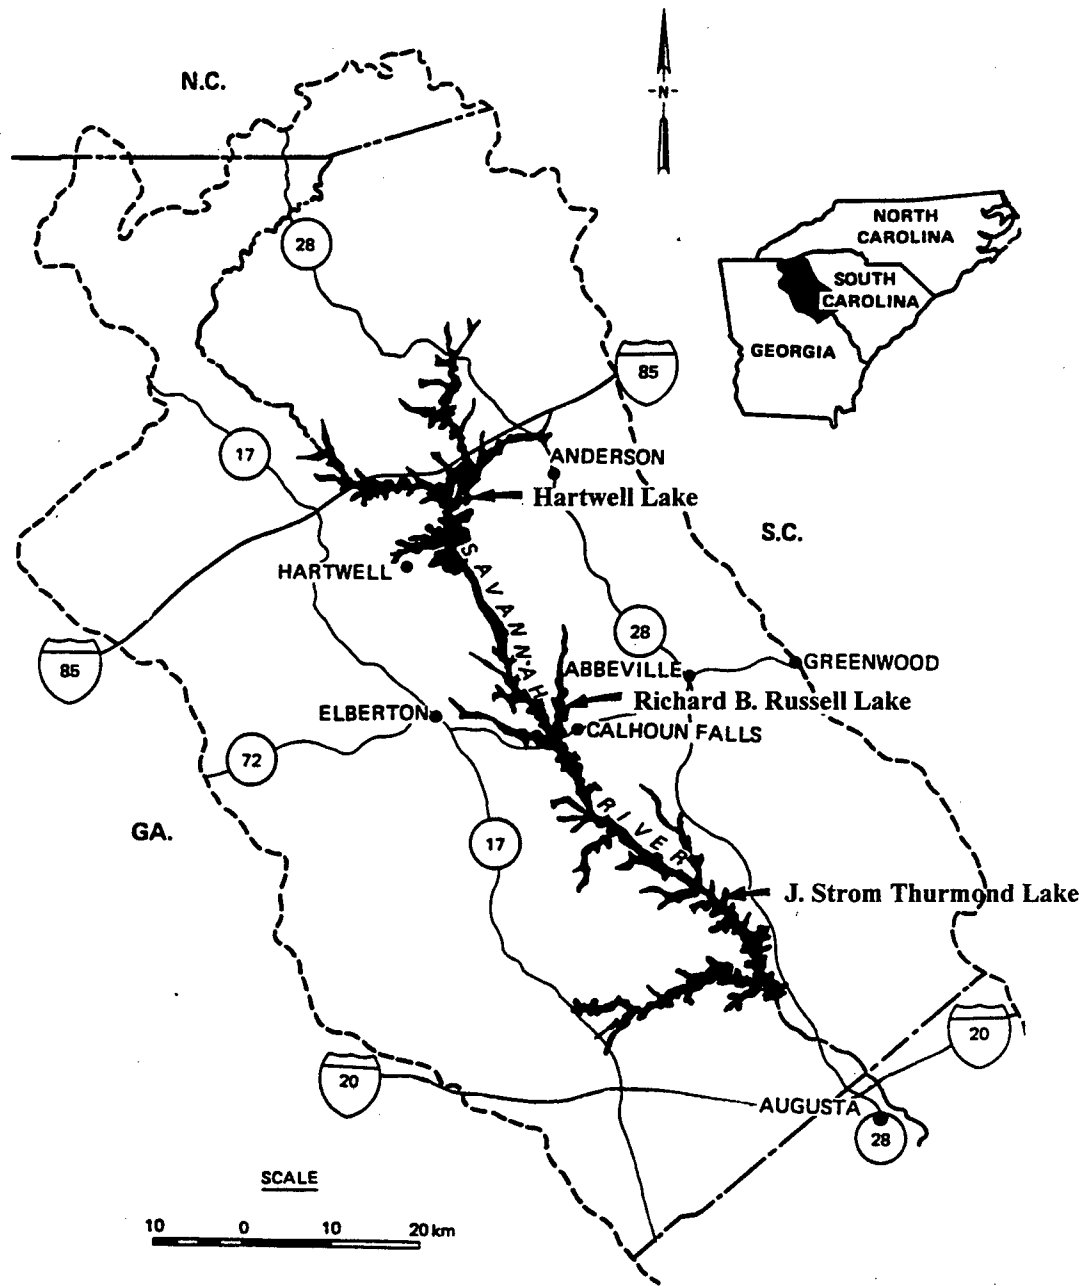 N.C.
-N-
NORTH
CAROLINA
SOUTH
CAROLINA
GEORGIA
28
85
17
ANDERSON
Hartwell Lake
S.C.
HARTWELL
SAVANNAH
28
85
ABBEVILLE
GREENWOOD
Richard B. Russell Lake
ELBERTON
CALHOUN FALLS
72
RIVER
GA.
17
J. Strom Thurmond Lake
20
20
AUGUSTA
28
SCALE
10 0 10 20 km